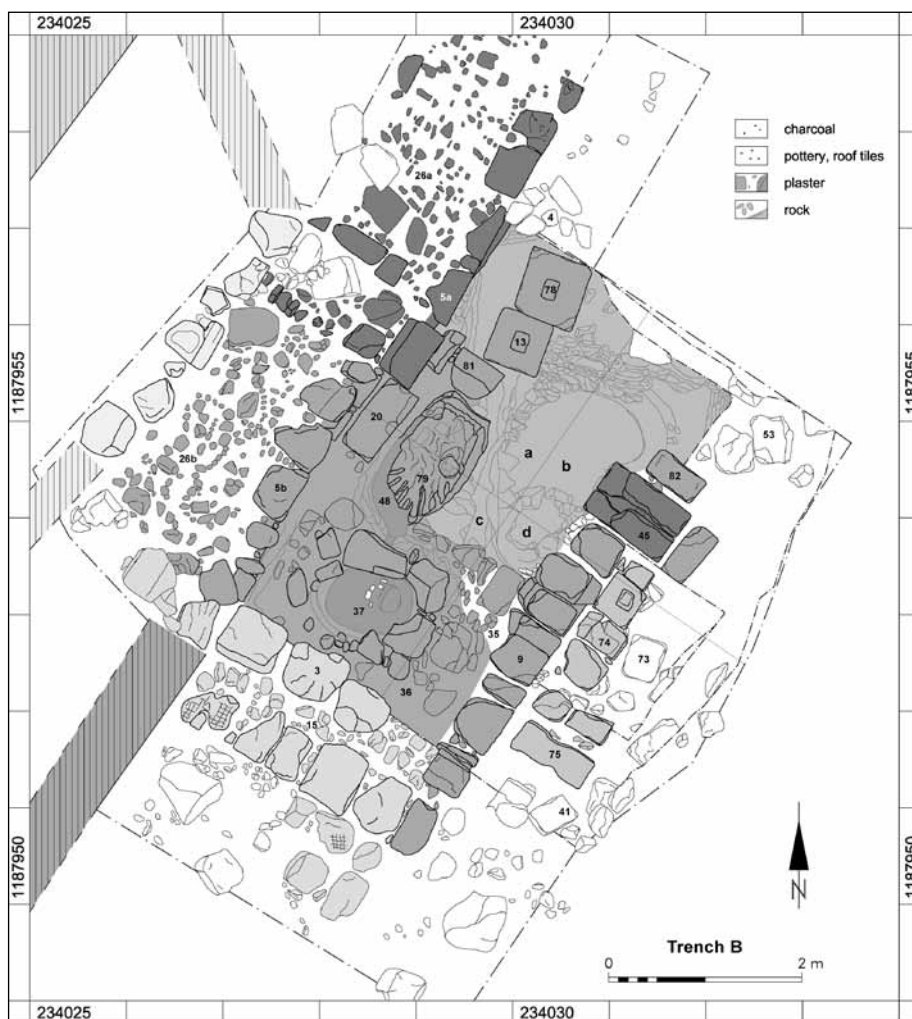 234025 234030
charcoal
pottery, roof tiles
plaster
rock
26a
4
78
5a
13
1187955 1187955
81
20
53
a b
82
26b
79
5b
48
c
d
45
37
35
74
9
73
3
36
15
75
41
1187950 1187950
N
Trench B
0 2 m
234025 234030